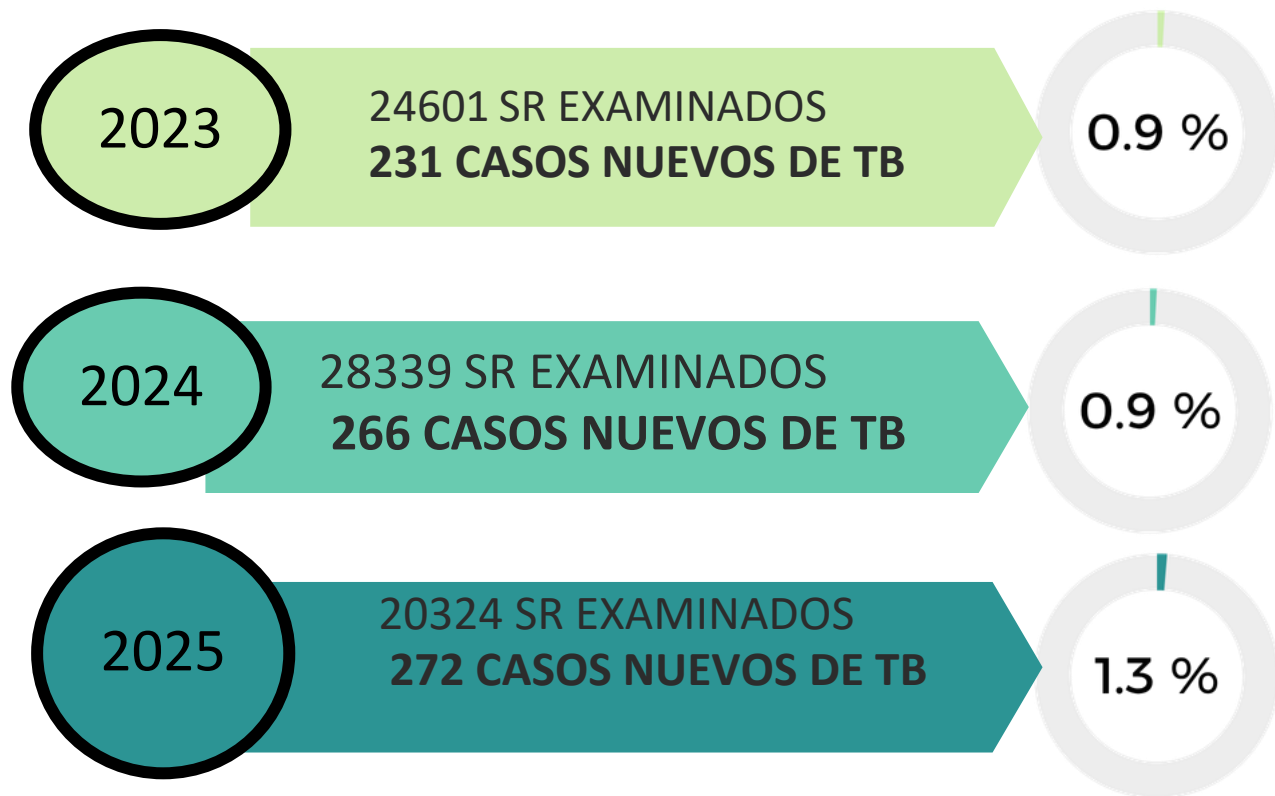 2023
24601 SR EXAMINADOS
231 CASOS NUEVOS DE TB
0.9 %
2024
28339 SR EXAMINADOS
266 CASOS NUEVOS DE TB
0.9 %
2025
20324 SR EXAMINADOS
272 CASOS NUEVOS DE TB
1.3 %